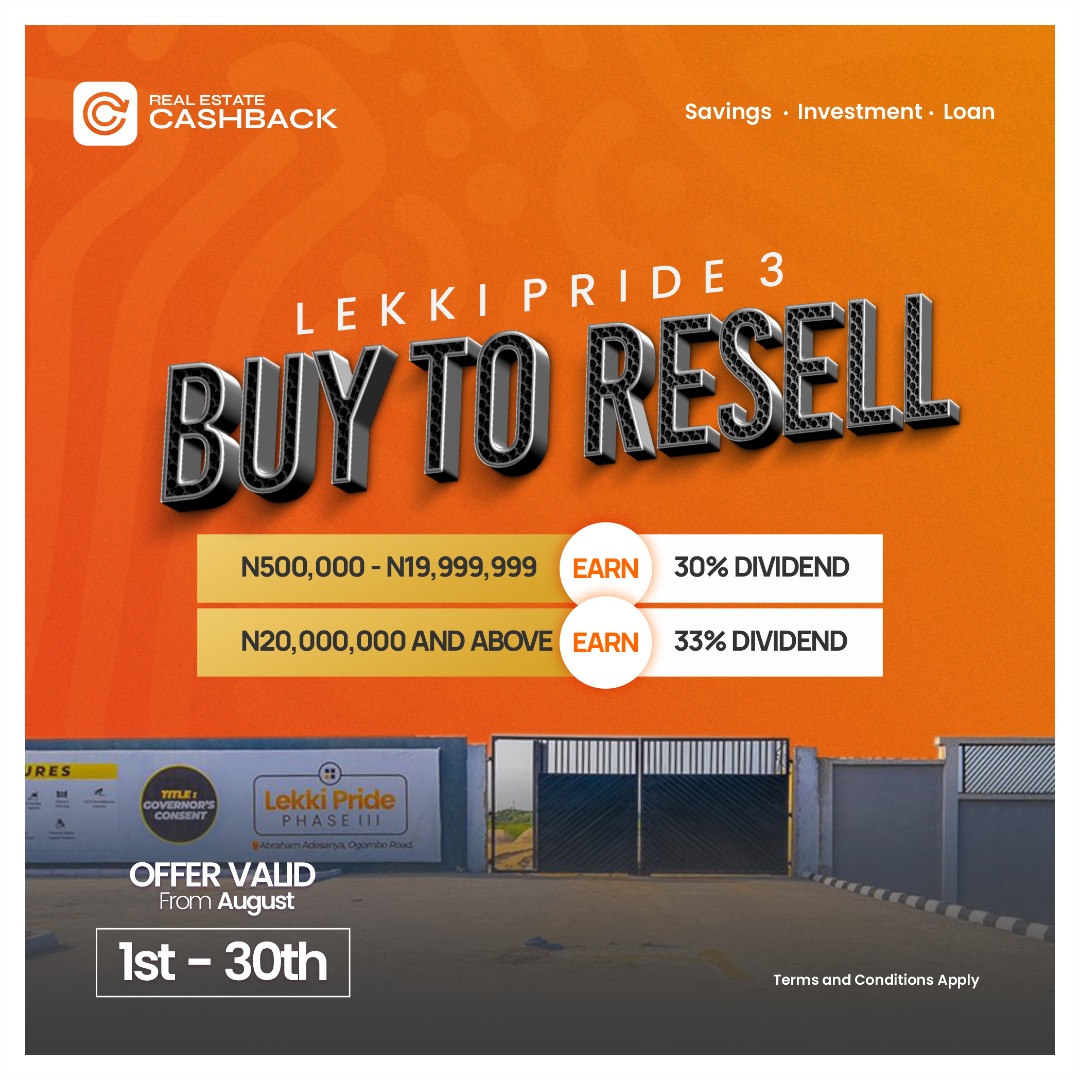 REAL ESTATE
CASHBACK
Savings · Investment · Loan
LEKKI PRIDE 3
BUY TO RESELL
N500,000 - N19,999,999 EARN 30% DIVIDEND
N20,000,000 AND ABOVE EARN 33% DIVIDEND
URES
TITLE :
GOVERNOR'S
CONSENT
Lekki Pride
PHASE III
Abraham Adesanya, Ogombo Road.
OFFER VALID
From August
1st - 30th
Terms and Conditions Apply